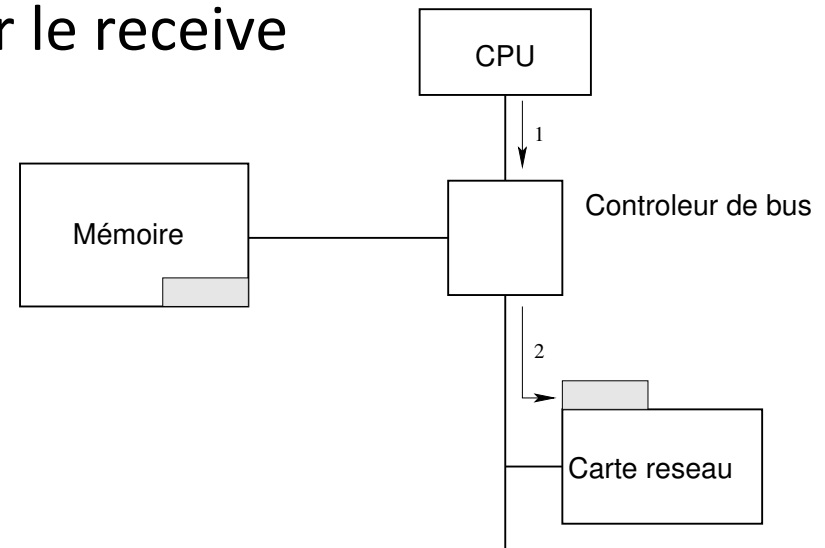 r le receive
CPU
1
Controleur de bus
Mémoire
2
Carte reseau